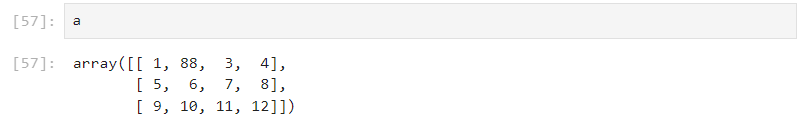 [57]: a
[57]: array([[ 1, 88,  3,  4],
       [ 5,  6,  7,  8],
       [ 9, 10, 11, 12]])